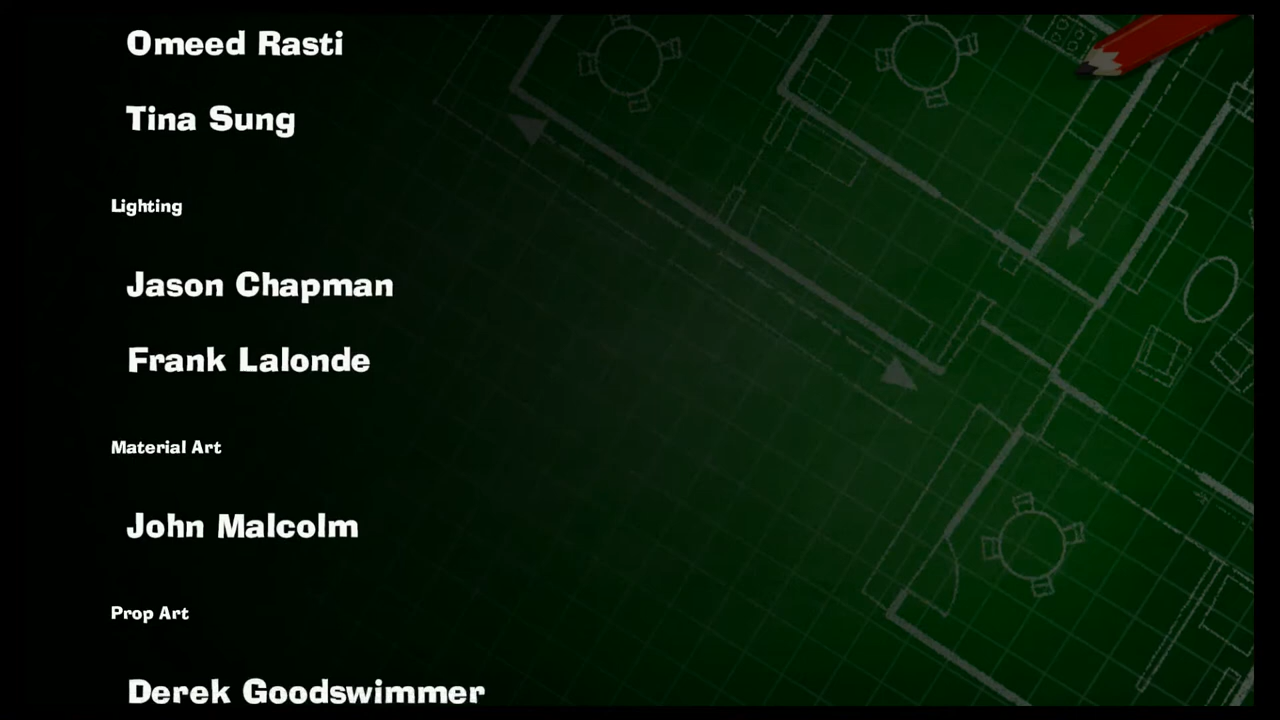 Omeed Rasti
Tina Sung
Lighting
Jason Chapman
Frank Lalonde
Material Art
John Malcolm
Prop Art
Derek Goodswimmer